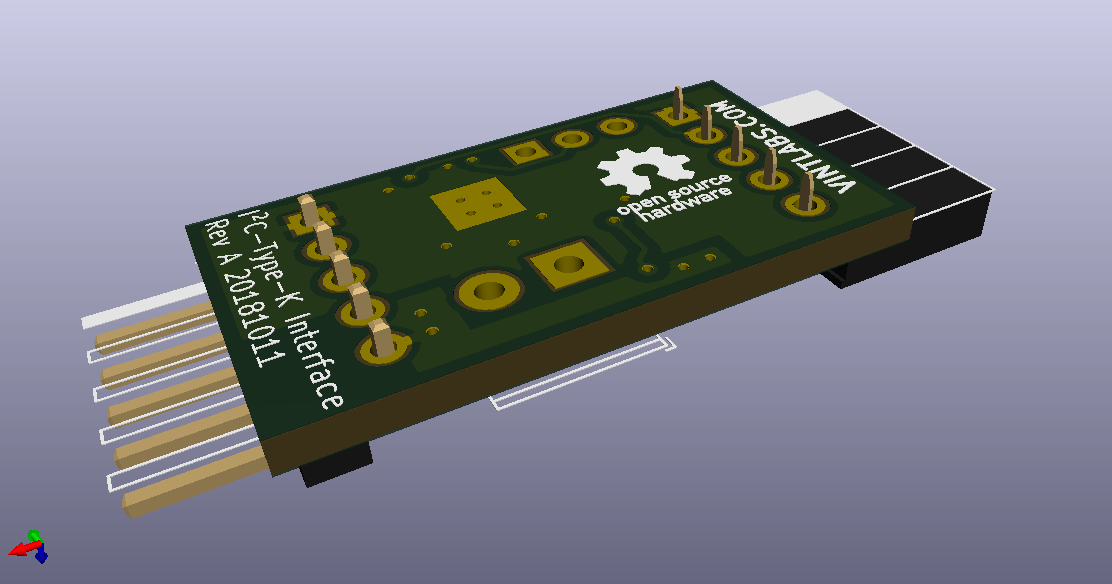 I²C-Type-K Interface
Rev A 20181011
open source
hardware
VINTLABS.COM